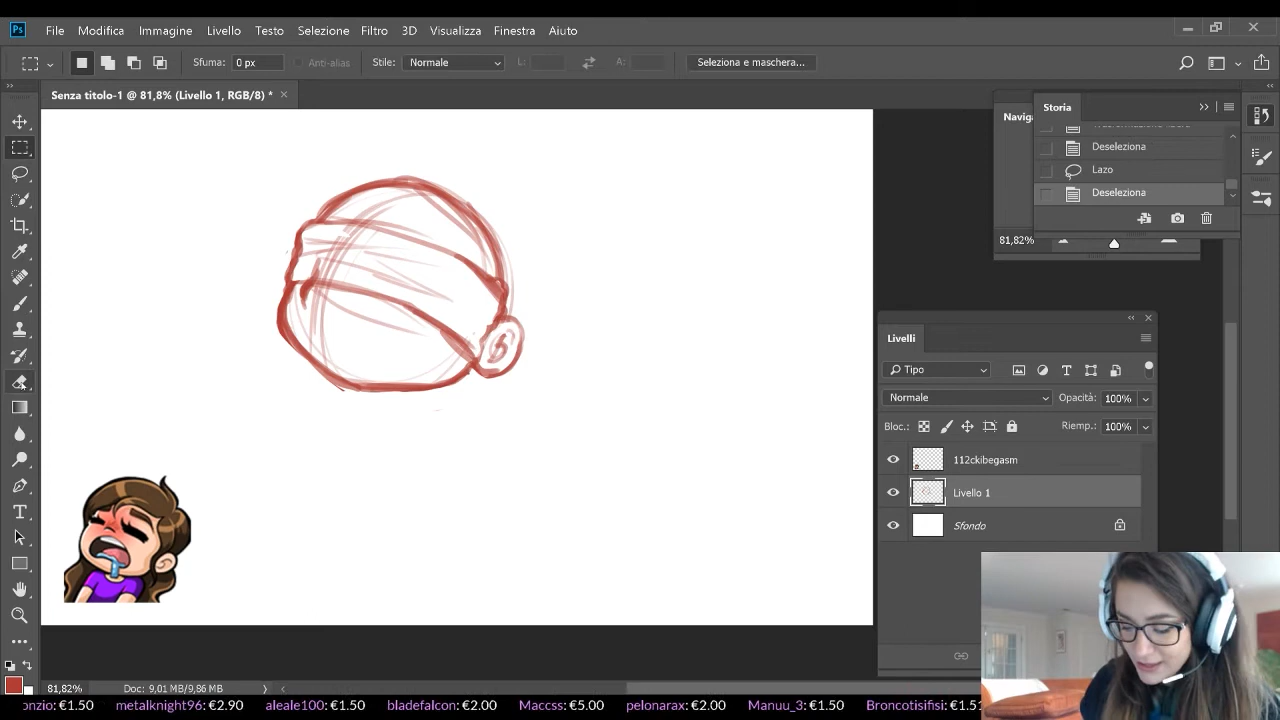 Ps File Modifica Immagine Livello Testo Selezione Filtro 3D Visualizza Finestra Aiuto
Sfuma: 0 px Anti-alias Stile: Normale L: A: Seleziona e maschera...
Senza titolo-1 @ 81,8% (Livello 1, RGB/8) * ×
Naviga
Storia
Deseleziona
Lazo
Deseleziona
81,82%
Livelli
Tipo
Normale Opacità: 100%
Bloc.: Riemp.: 100%
112ckibegasm
Livello 1
Sfondo
81,82% Doc: 9,01 MB/9,86 MB
onzio: €1.50 metalknight96: €2.90 aleale100: €1.50 bladefalcon: €2.00 Maccss: €5.00 pelonarax: €2.00 Manuu_3: €1.50 Broncotisifisi: €1.51